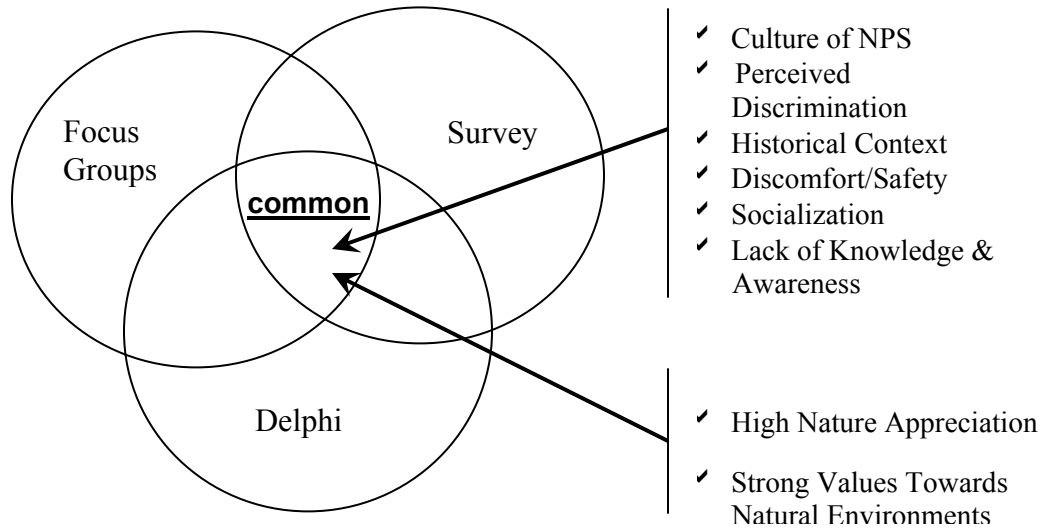 Focus
Groups
Survey
common
Delphi
✓ Culture of NPS
✓ Perceived
Discrimination
✓ Historical Context
✓ Discomfort/Safety
✓ Socialization
✓ Lack of Knowledge &
Awareness
✓ High Nature Appreciation
✓ Strong Values Towards
Natural Environments